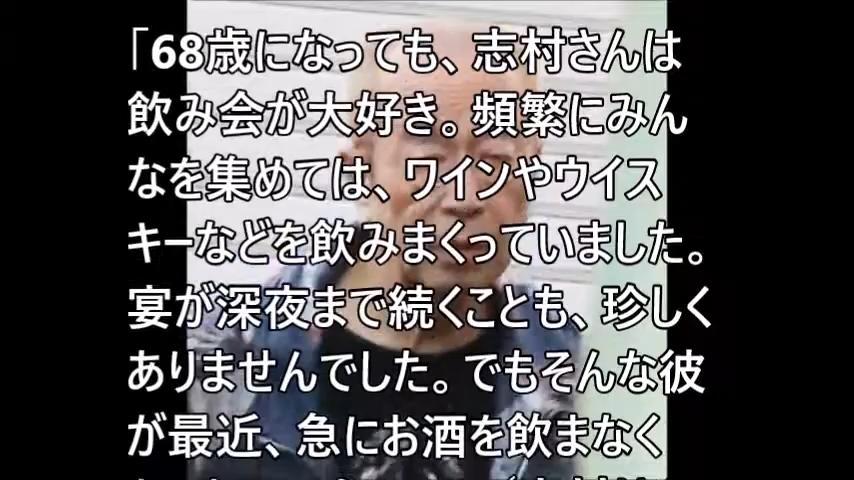 「68歳になっても、志村さんは
飲み会が大好き。頻繁にみん
なを集めては、ワインやウイス
キーなどを飲みまくっていました。
宴が深夜まで続くことも、珍しく
ありませんでした。でもそんな彼
が最近、急にお酒を飲まなく